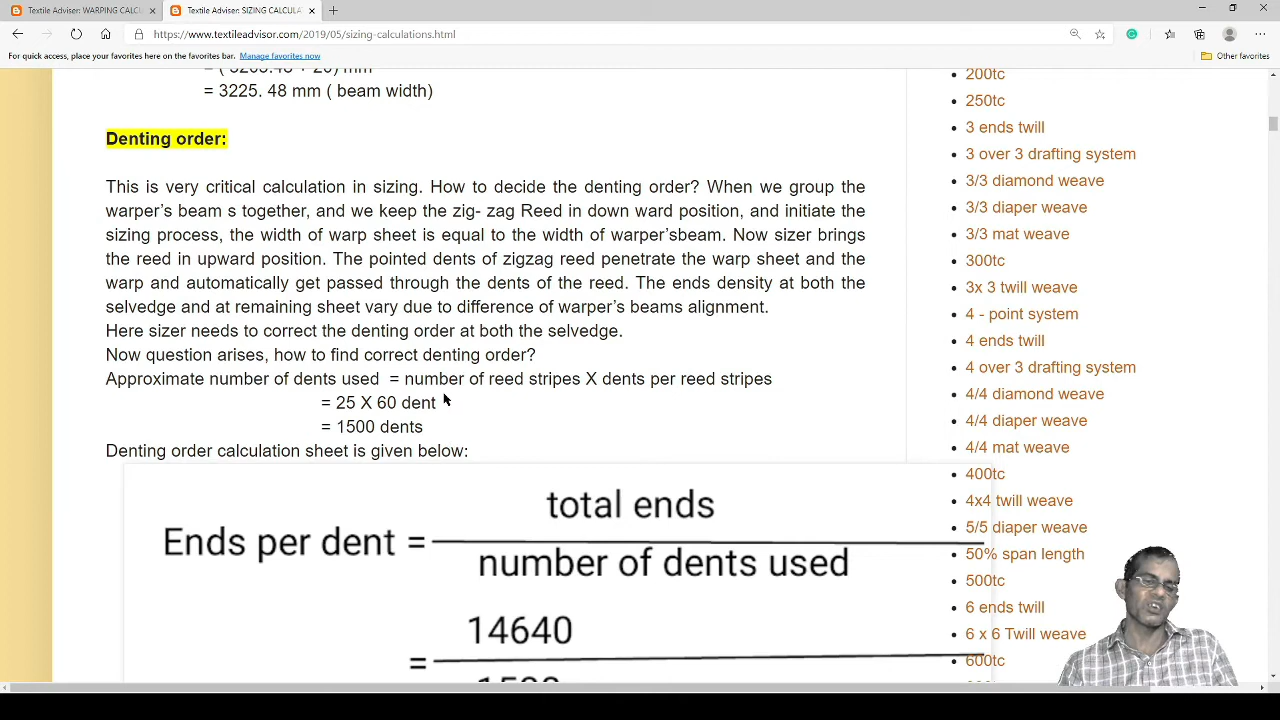 Textile Adviser: WARPING CALCU
Textile Adviser: SIZING CALCULA
https://www.textileadvisor.com/2019/05/sizing-calculations.html
For quick access, place your favorites here on the favorites bar. Manage favorites now
Other favorites
= 3225. 48 mm ( beam width)
Denting order:
This is very critical calculation in sizing. How to decide the denting order? When we group the
warper’s beam s together, and we keep the zig- zag Reed in down ward position, and initiate the
sizing process, the width of warp sheet is equal to the width of warper’sbeam. Now sizer brings
the reed in upward position. The pointed dents of zigzag reed penetrate the warp sheet and the
warp and automatically get passed through the dents of the reed. The ends density at both the
selvedge and at remaining sheet vary due to difference of warper’s beams alignment.
Here sizer needs to correct the denting order at both the selvedge.
Now question arises, how to find correct denting order?
Approximate number of dents used = number of reed stripes X dents per reed stripes
= 25 X 60 dent
= 1500 dents
Denting order calculation sheet is given below:
total ends
Ends per dent =
number of dents used
14640
=
200tc
250tc
3 ends twill
3 over 3 drafting system
3/3 diamond weave
3/3 diaper weave
3/3 mat weave
300tc
3x 3 twill weave
4 - point system
4 ends twill
4 over 3 drafting system
4/4 diamond weave
4/4 diaper weave
4/4 mat weave
400tc
4x4 twill weave
5/5 diaper weave
50% span length
500tc
6 ends twill
6 x 6 Twill weave
600tc